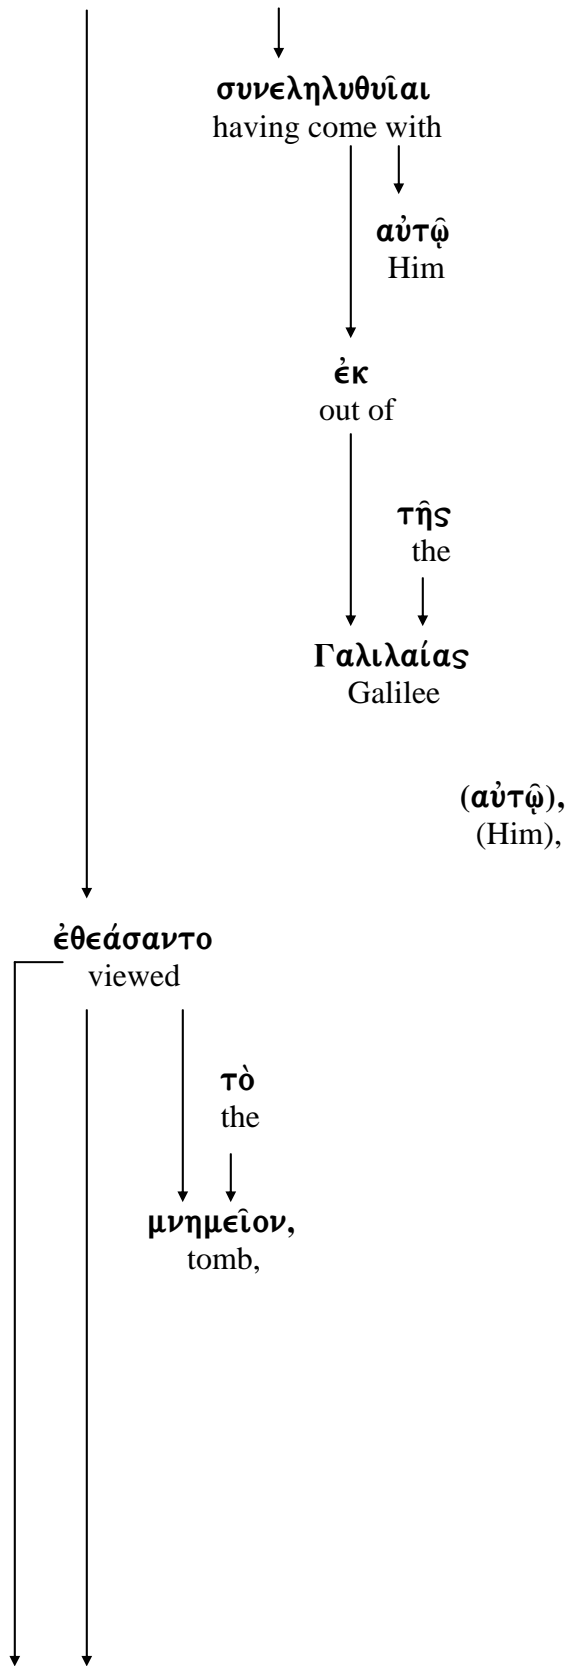 συνεληλυθυῖαι
having come with
αὐτῷ
Him
ἐκ
out of
τῆς
the
Γαλιλαίας
Galilee
(αὐτῷ),
(Him),
ἐθεάσαντο
viewed
τὸ
the
μνημεῖον,
tomb,